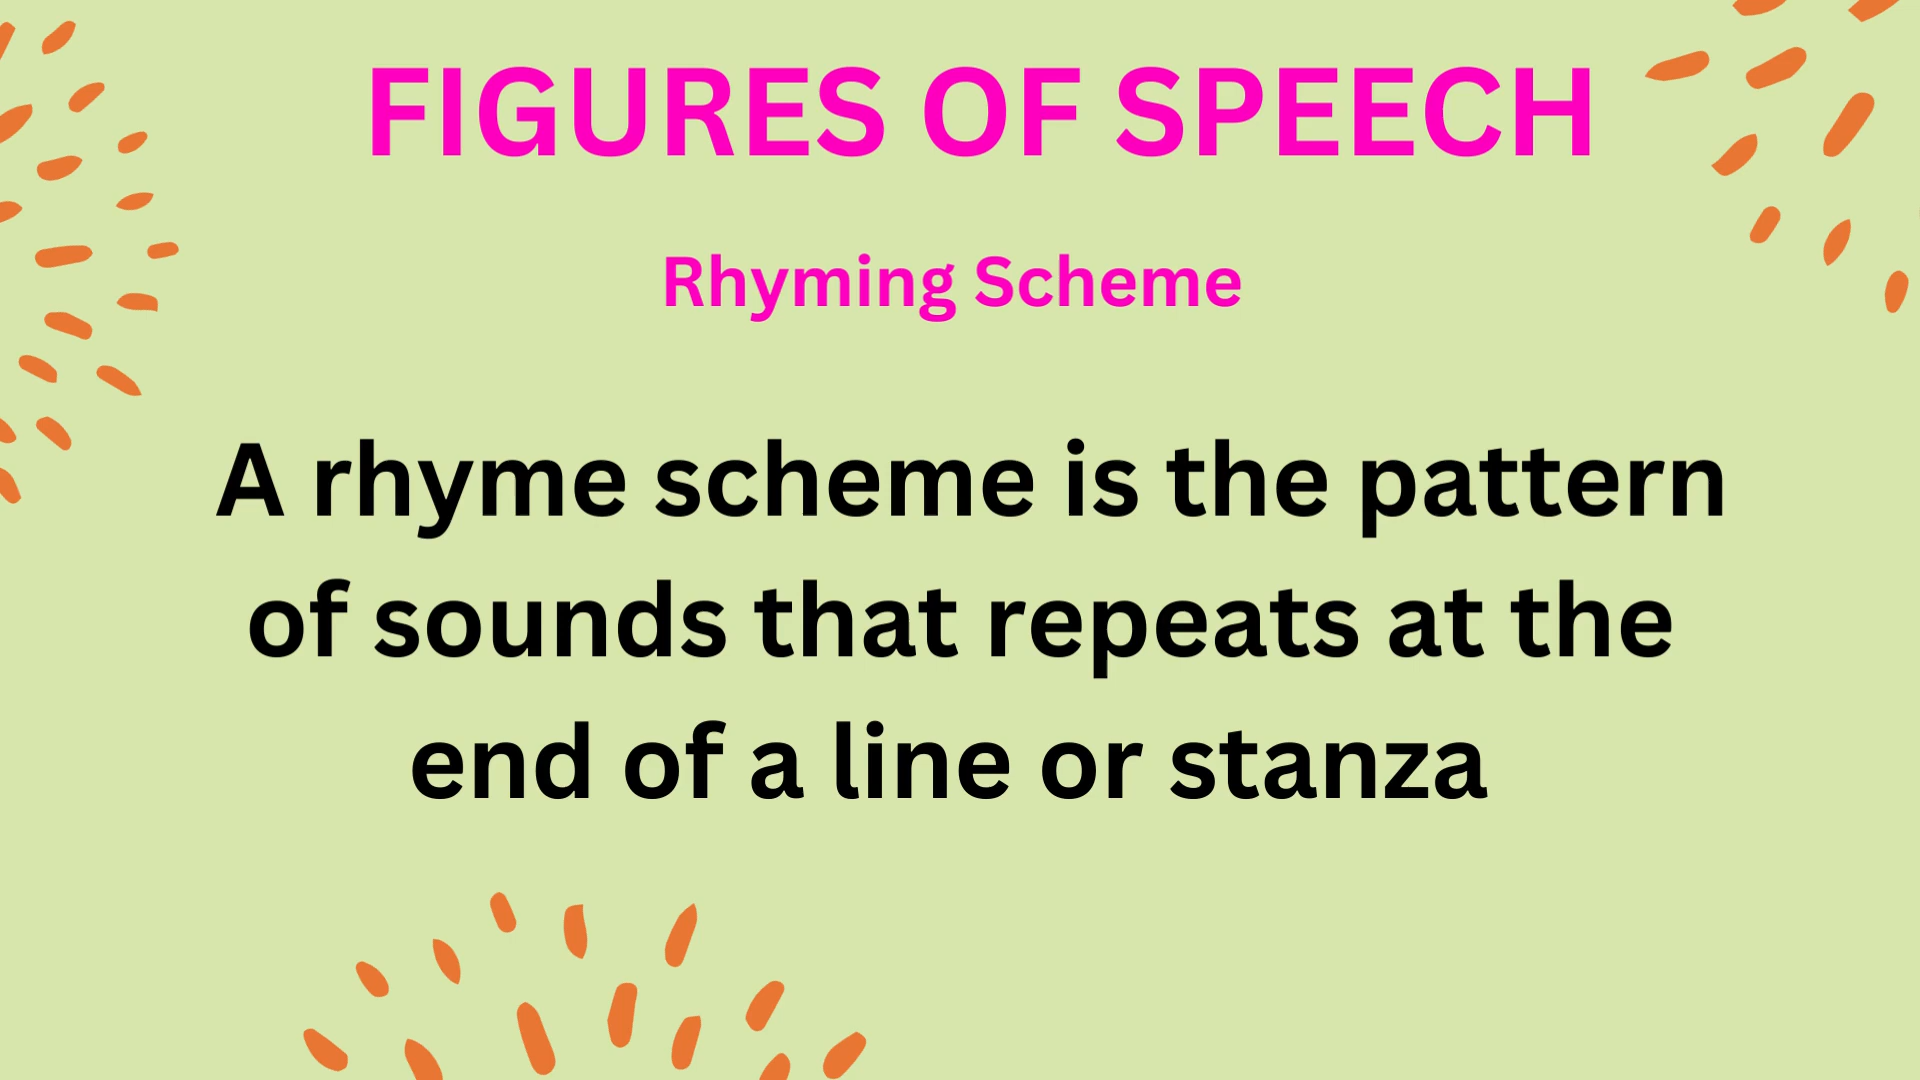 FIGURES OF SPEECH
Rhyming Scheme
A rhyme scheme is the pattern
of sounds that repeats at the
end of a line or stanza